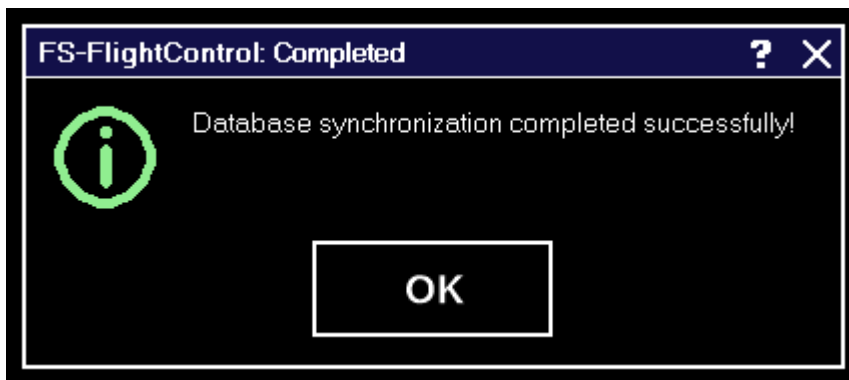 FS-FlightControl: Completed ?
Database synchronization completed successfully!
OK